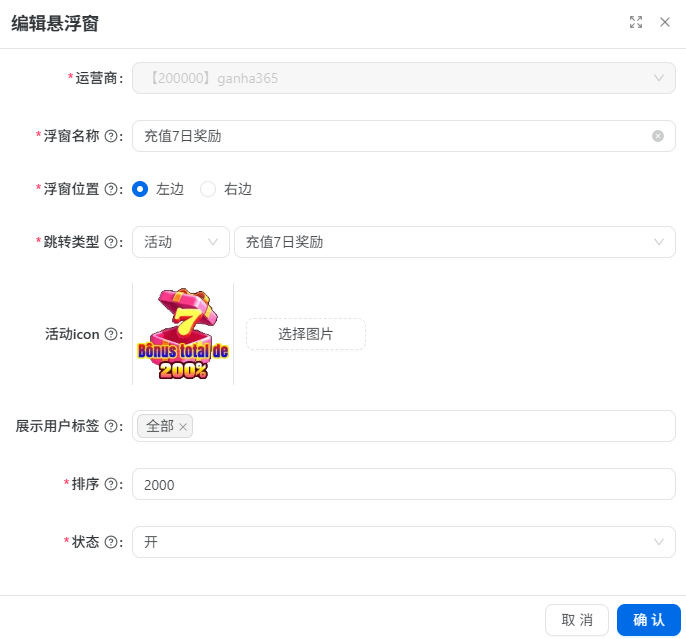 编辑悬浮窗
*运营商:
【200000】ganha365
*浮窗名称 ?:
充值7日奖励
*浮窗位置 ?:
左边
右边
*跳转类型 ?:
活动
充值7日奖励
活动icon ?:
7
Bônus total de
200%
选择图片
展示用户标签 ?:
全部
*排序 ?:
2000
*状态 ?:
开
取 消
确 认